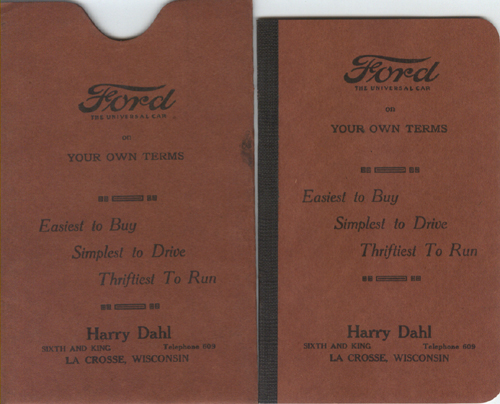 Ford
THE UNIVERSAL CAR
ON
YOUR OWN TERMS
Easiest to Buy
Simplest to Drive
Thriftiest To Run
Harry Dahl
SIXTH AND KING Telephone 669
LA CROSSE, WISCONSIN
Ford
THE UNIVERSAL CAR
ON
YOUR OWN TERMS
Easiest to Buy
Simplest to Drive
Thriftiest To Run
Harry Dahl
SIXTH AND KING Telephone 669
LA CROSSE, WISCONSIN